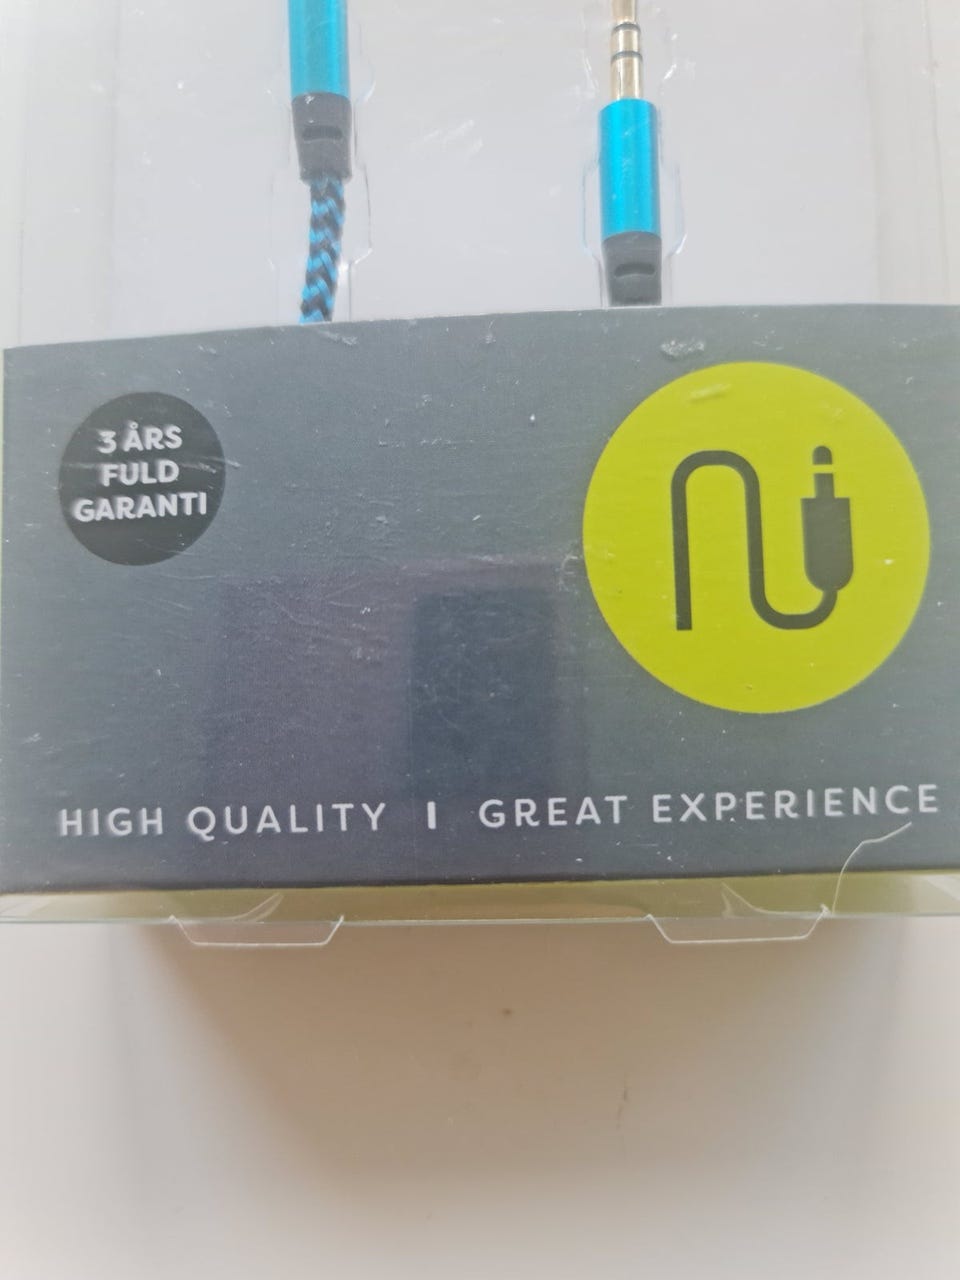 3 ÅRS
FULD
GARANTI
HIGH QUALITY | GREAT EXPERIENCE